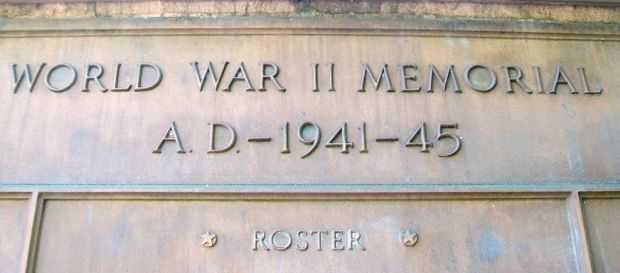 WORLD WAR II MEMORIAL
A.D.-1941-45
ROSTER